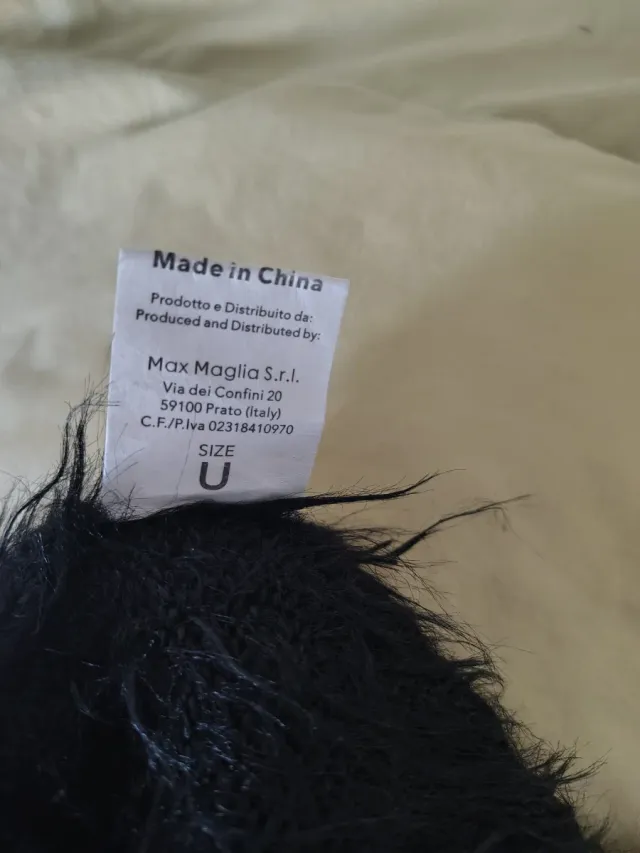 Made in China
Prodotto e Distribuito da:
Produced and Distributed by:
Max Maglia S.r.l.
Via dei Confini 20
59100 Prato (Italy)
C.F./P.Iva 02318410970
SIZE
U